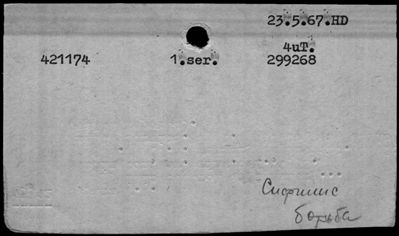 23.5.67.HD
4uT.
421174 1.ser. 299268
Сифилис
борьба